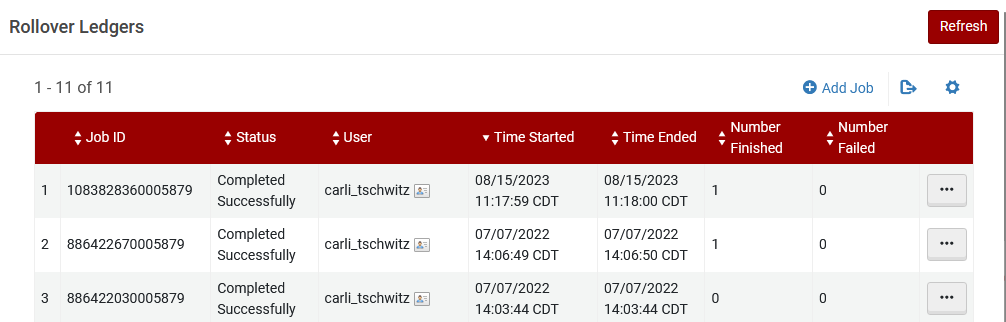 Rollover Ledgers
Refresh
1 - 11 of 11
Add Job
Job ID Status User Time Started Time Ended Number Finished Number Failed
1 1083828360005879 Completed Successfully carli_tschwitz 08/15/2023 11:17:59 CDT 08/15/2023 11:18:00 CDT 1 0
2 886422670005879 Completed Successfully carli_tschwitz 07/07/2022 14:06:49 CDT 07/07/2022 14:06:50 CDT 1 0
3 886422030005879 Completed Successfully carli_tschwitz 07/07/2022 14:03:44 CDT 07/07/2022 14:03:44 CDT 0 0